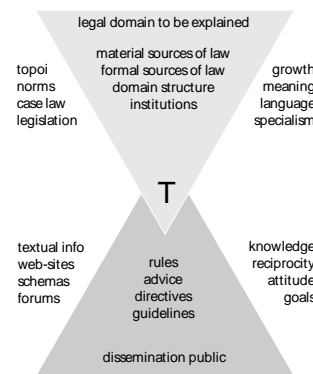 legal domain to be explained
material sources of law
formal sources of law
domain structure
institutions
topoi
norms
case law
legislation
growth
meaning
language
specialism
T
textual info
web-sites
schemas
forums
rules
advice
directives
guidelines
knowledge
reciprocity
attitude
goals
dissemination public